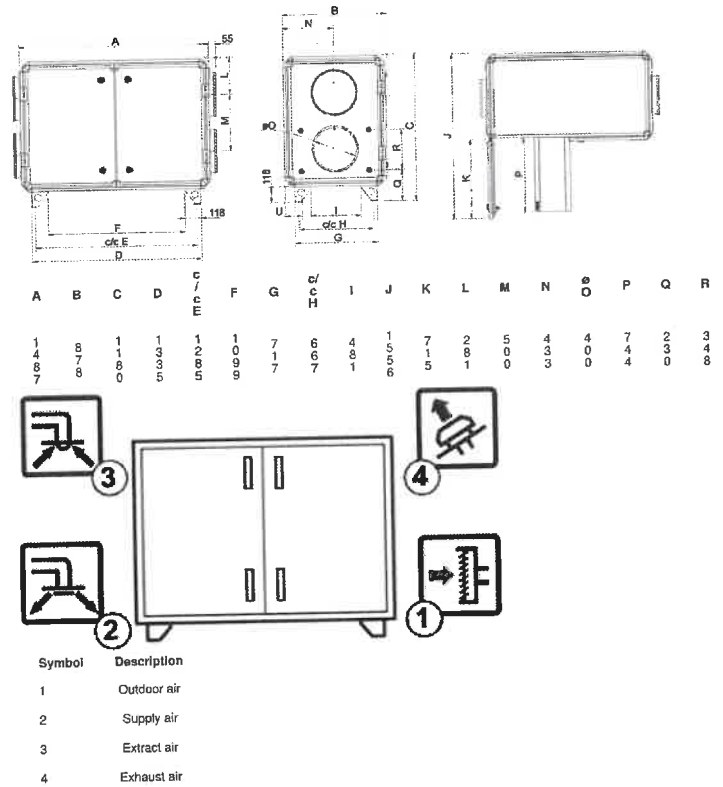 A
55
L
M
118
F
c/c E
D
B
N
C
øQ
R
Q
118
U
I
c/c H
G
J
K
P
A B C D c/cE F G c/cH I J K L M N øO P Q R
1487 878 1180 1335 1285 1099 717 667 481 1556 715 281 500 433 400 744 230 348
3
4
2
1
Symbol Description
1 Outdoor air
2 Supply air
3 Extract air
4 Exhaust air